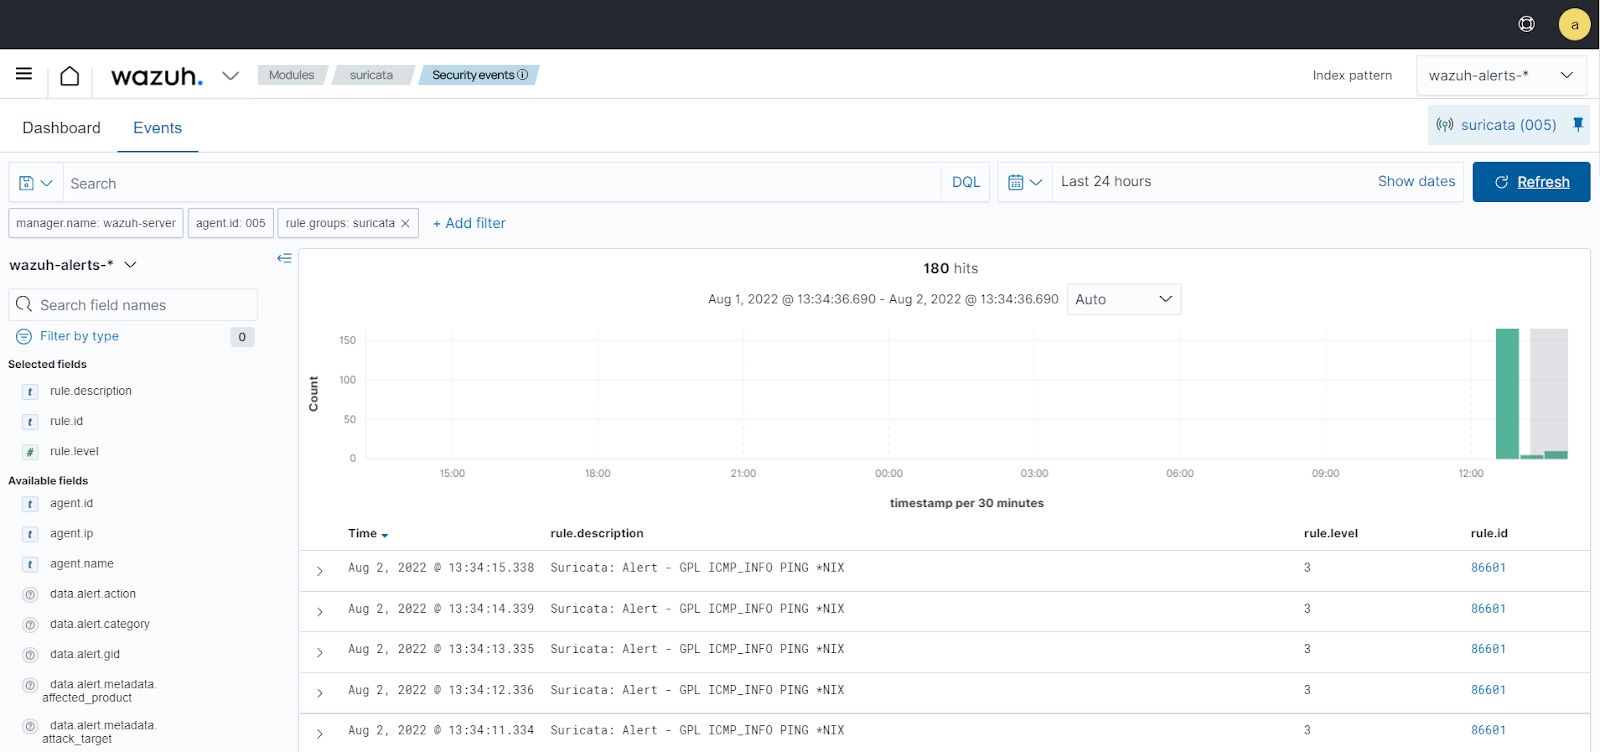 a
wazuh.
Modules
suricata
Security events
Index pattern
wazuh-alerts-*
Dashboard
Events
suricata (005)
Search
DQL
Last 24 hours
Show dates
Refresh
manager.name: wazuh-server
agent.id: 005
rule.groups: suricata ×
+ Add filter
wazuh-alerts-*
Search field names
Filter by type
0
Selected fields
t rule.description
t rule.id
# rule.level
Available fields
t agent.id
t agent.ip
t agent.name
? data.alert.action
? data.alert.category
? data.alert.gid
? data.alert.metadata.
affected_product
? data.alert.metadata.
attack_target
180 hits
Aug 1, 2022 @ 13:34:36.690 - Aug 2, 2022 @ 13:34:36.690
Auto
Count
150
100
50
0
15:00 18:00 21:00 00:00 03:00 06:00 09:00 12:00
timestamp per 30 minutes
Time rule.description rule.level rule.id
Aug 2, 2022 @ 13:34:15.338 Suricata: Alert - GPL ICMP_INFO PING *NIX 3 86601
Aug 2, 2022 @ 13:34:14.339 Suricata: Alert - GPL ICMP_INFO PING *NIX 3 86601
Aug 2, 2022 @ 13:34:13.335 Suricata: Alert - GPL ICMP_INFO PING *NIX 3 86601
Aug 2, 2022 @ 13:34:12.336 Suricata: Alert - GPL ICMP_INFO PING *NIX 3 86601
Aug 2, 2022 @ 13:34:11.334 Suricata: Alert - GPL ICMP_INFO PING *NIX 3 86601